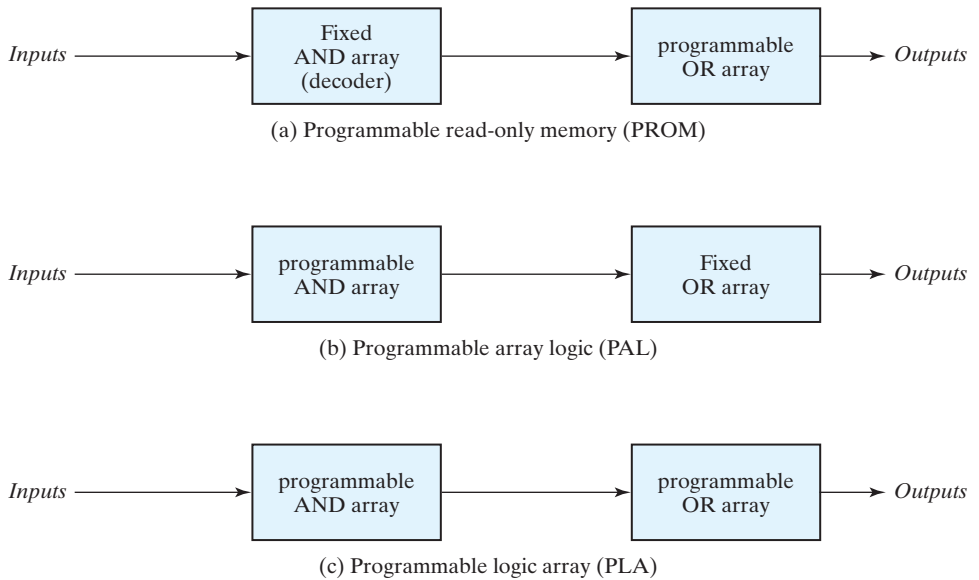 Inputs
Fixed
AND array
(decoder)
programmable
OR array
Outputs
(a) Programmable read-only memory (PROM)
Inputs
programmable
AND array
Fixed
OR array
Outputs
(b) Programmable array logic (PAL)
Inputs
programmable
AND array
programmable
OR array
Outputs
(c) Programmable logic array (PLA)